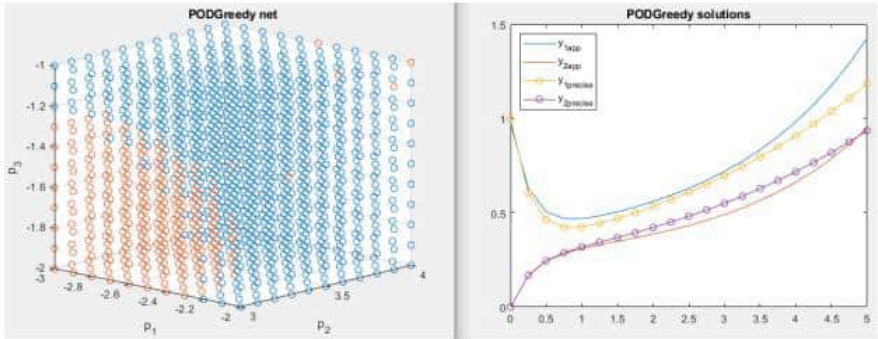 PODGreedy net
-1
-1.2
-1.4
-1.6
-1.8
-2
p3
-3
-2.8
-2.6
-2.4
-2.2
-2
p1
3
3.5
4
p2
PODGreedy solutions
1.5
1
0.5
0
y1app
y2app
y1precise
y2precise
0 0.5 1 1.5 2 2.5 3 3.5 4 4.5 5